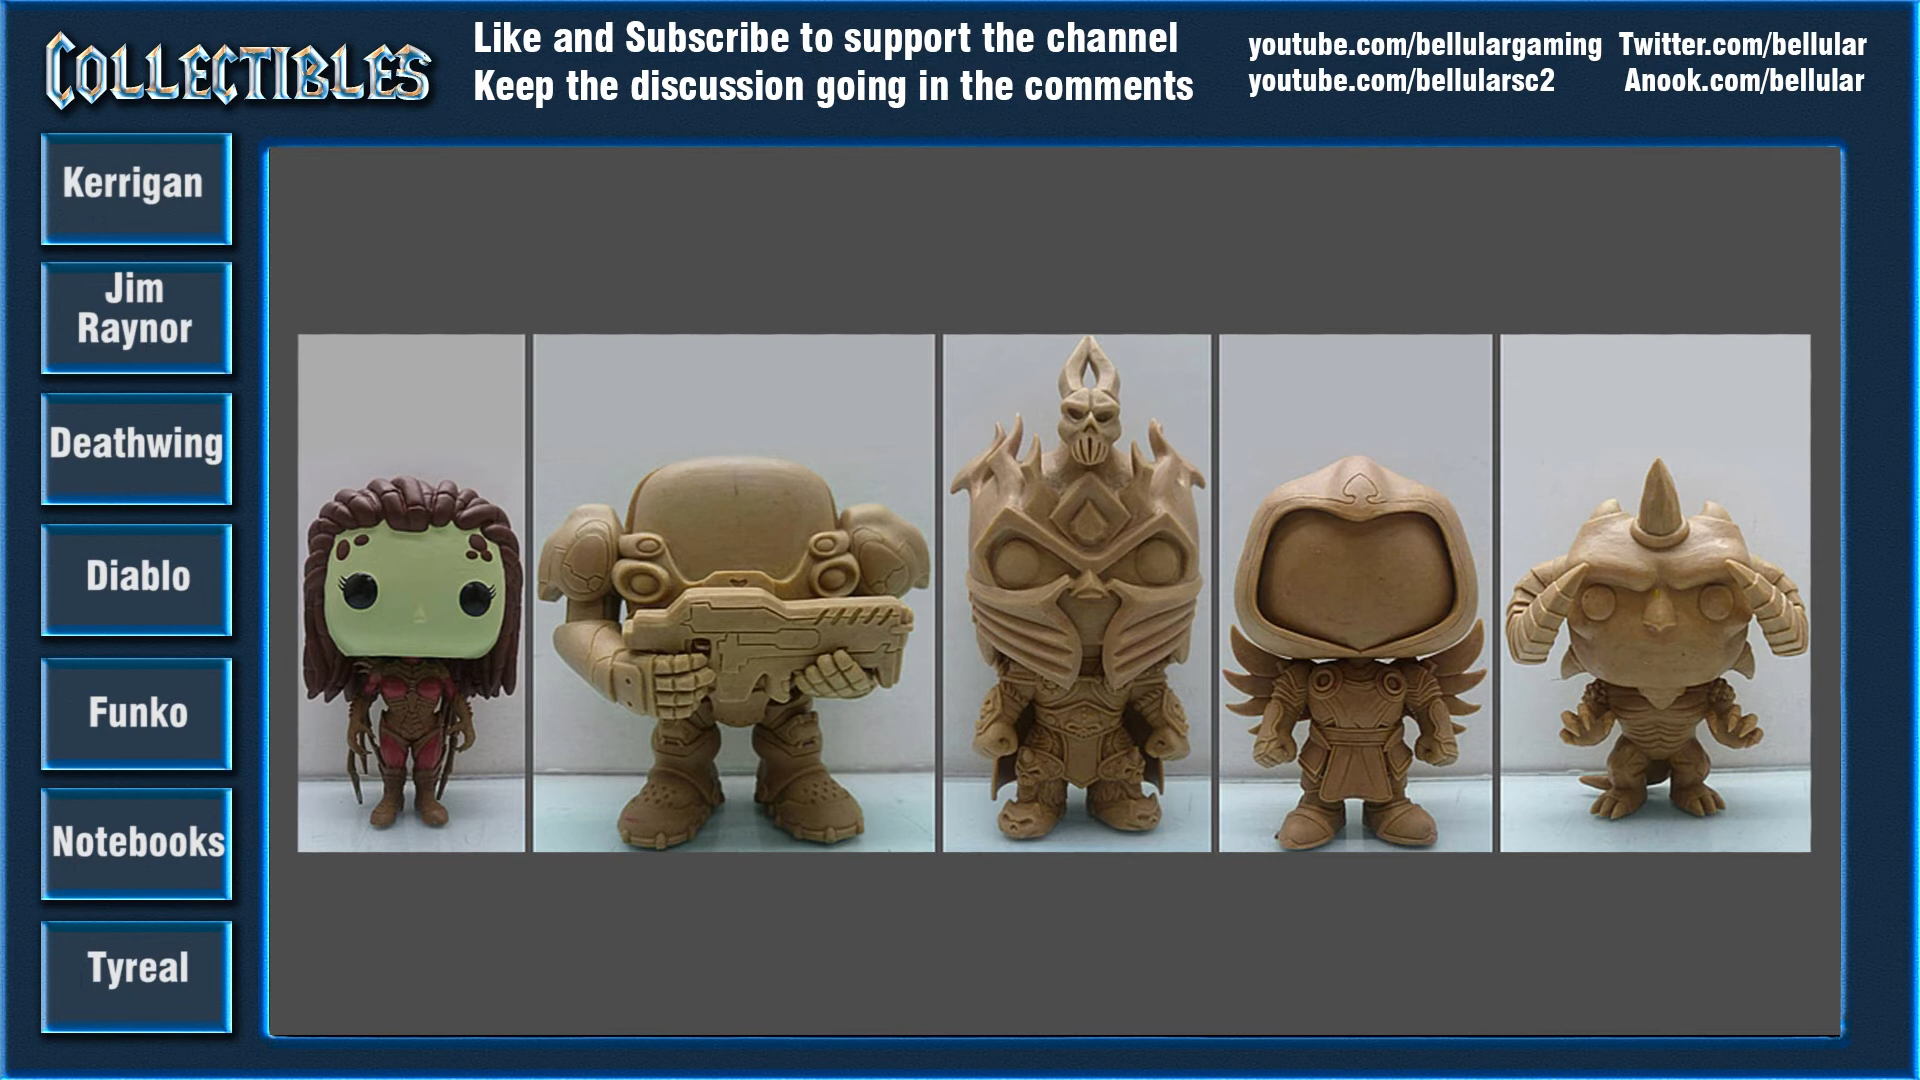 COLLECTIBLES
Like and Subscribe to support the channel
Keep the discussion going in the comments
youtube.com/bellulargaming Twitter.com/bellular
youtube.com/bellularsc2 Anook.com/bellular
Kerrigan
Jim
Raynor
Deathwing
Diablo
Funko
Notebooks
Tyreal